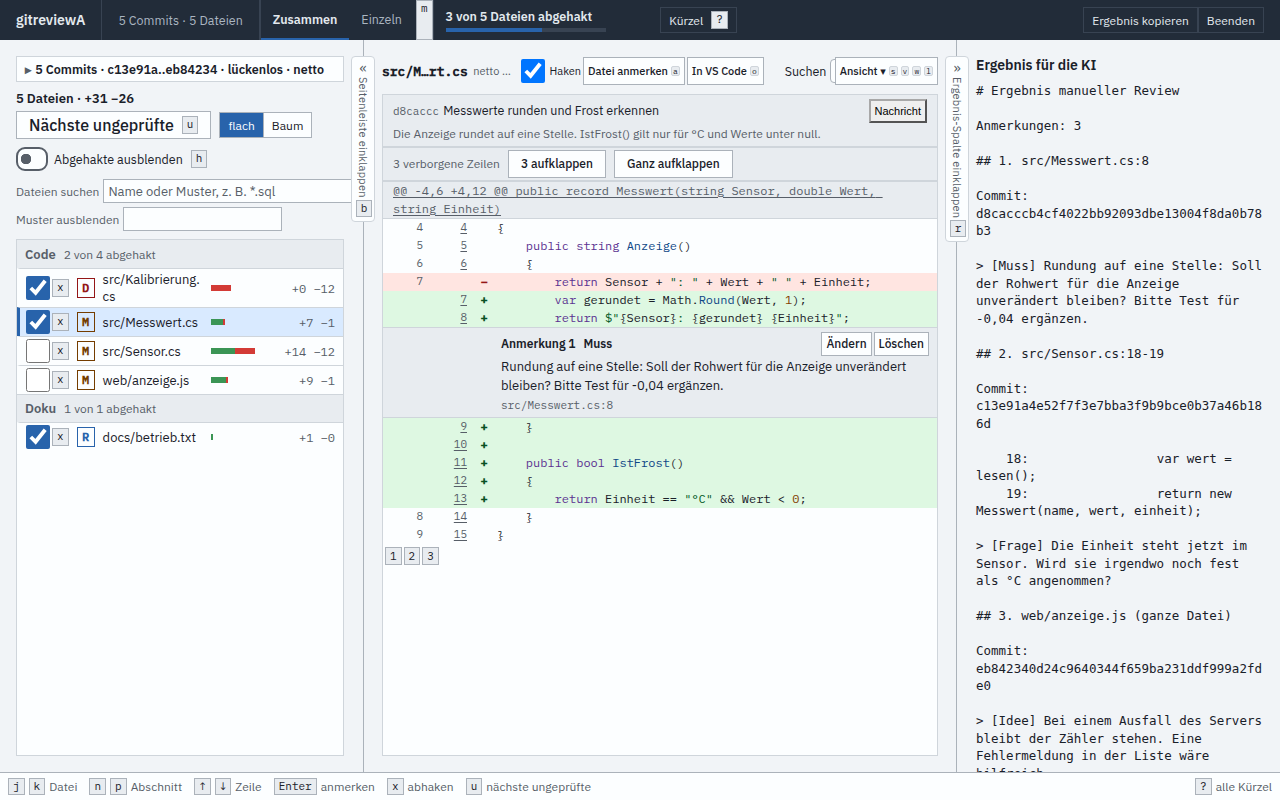 gitreviewA
5 Commits · 5 Dateien
Zusammen
Einzeln
m
3 von 5 Dateien abgehakt
Kürzel ?
Ergebnis kopieren
Beenden
▸ 5 Commits · c13e91a..eb84234 · lückenlos · netto
5 Dateien · +31 −26
Nächste ungeprüfte u
flach
Baum
Abgehakte ausblenden h
Dateien suchen
Name oder Muster, z. B. *.sql
Muster ausblenden
Code 2 von 4 abgehakt
x D src/Kalibrierung.
cs
+0 −12
x M src/Messwert.cs +7 −1
x M src/Sensor.cs +14 −12
x M web/anzeige.js +9 −1
Doku 1 von 1 abgehakt
x R docs/betrieb.txt +1 −0
« Seitenleiste einklappen b
src/M…rt.cs netto ...
Haken
Datei anmerken a
In VS Code o
Suchen
Ansicht ▾ s v w l
d8caccc Messwerte runden und Frost erkennen
Nachricht
Die Anzeige rundet auf eine Stelle. IstFrost() gilt nur für °C und Werte unter null.
3 verborgene Zeilen
3 aufklappen
Ganz aufklappen
@@ -4,6 +4,12 @@ public record Messwert(string Sensor, double Wert,
string Einheit)
4 4 {
5 5 public string Anzeige()
6 6 {
7 − return Sensor + ": " + Wert + " " + Einheit;
7 + var gerundet = Math.Round(Wert, 1);
8 + return $"{Sensor}: {gerundet} {Einheit}";
Anmerkung 1 Muss
Ändern
Löschen
Rundung auf eine Stelle: Soll der Rohwert für die Anzeige unverändert
bleiben? Bitte Test für -0,04 ergänzen.
src/Messwert.cs:8
9 + }
10 +
11 + public bool IstFrost()
12 + {
13 + return Einheit == "°C" && Wert < 0;
8 14 }
9 15 }
1 2 3
» Ergebnis-Spalte einklappen r
Ergebnis für die KI
# Ergebnis manueller Review
Anmerkungen: 3
## 1. src/Messwert.cs:8
Commit:
d8cacccb4cf4022bb92093dbe13004f8da0b78
b3
> [Muss] Rundung auf eine Stelle: Soll
der Rohwert für die Anzeige
unverändert bleiben? Bitte Test für
-0,04 ergänzen.
## 2. src/Sensor.cs:18-19
Commit:
c13e91a4e52f7f3e7bba3f9b9bce0b37a46b18
6d
18: var wert =
lesen();
19: return new
Messwert(name, wert, einheit);
> [Frage] Die Einheit steht jetzt im
Sensor. Wird sie irgendwo noch fest
als °C angenommen?
## 3. web/anzeige.js (ganze Datei)
Commit:
eb842340d24c9640344f659ba231ddf999a2fd
e0
> [Idee] Bei einem Ausfall des Servers
bleibt der Zähler stehen. Eine
Fehlermeldung in der Liste wäre
hilfreich.
j k Datei
n p Abschnitt
↑ ↓ Zeile
Enter anmerken
x abhaken
u nächste ungeprüfte
? alle Kürzel